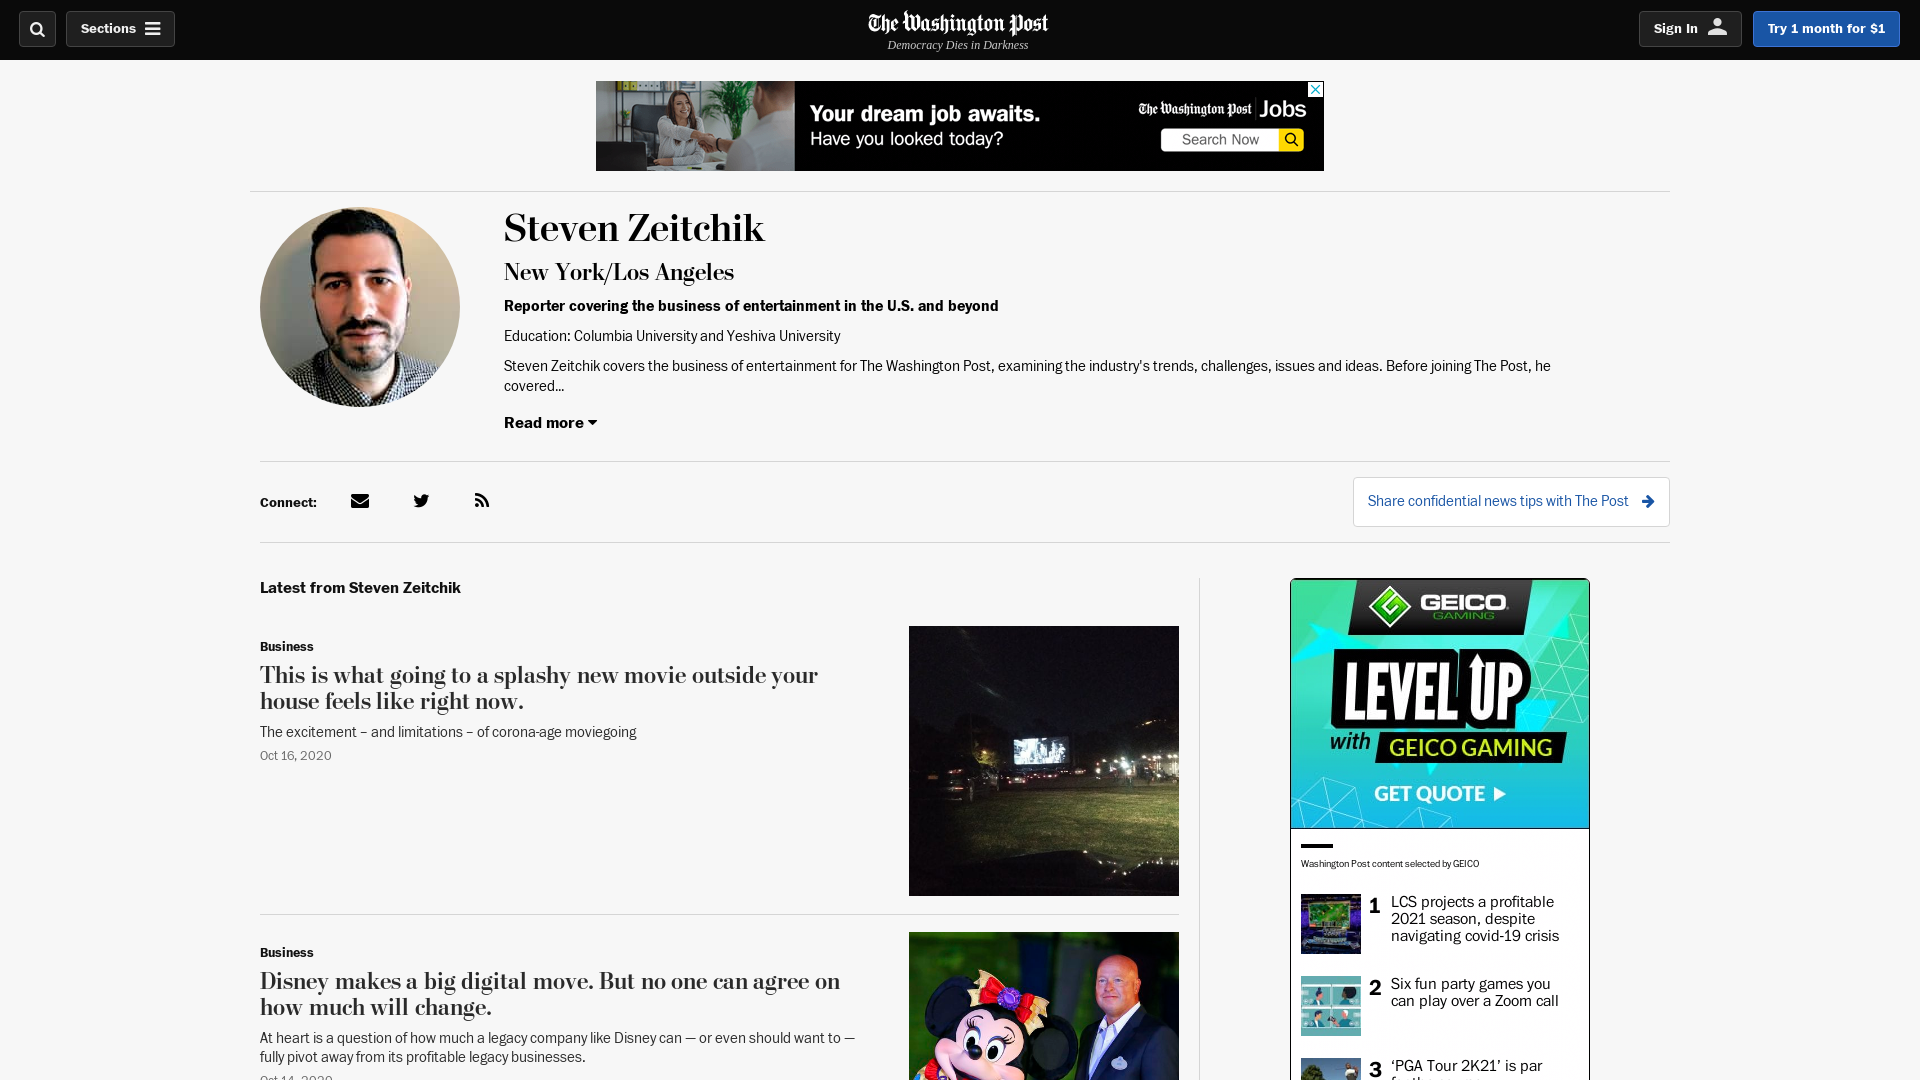 Sections
The Washington Post
Democracy Dies in Darkness
Sign In
Try 1 month for $1
Your dream job awaits.
Have you looked today?
The Washington Post Jobs
Search Now
Steven Zeitchik
New York/Los Angeles
Reporter covering the business of entertainment in the U.S. and beyond
Education: Columbia University and Yeshiva University
Steven Zeitchik covers the business of entertainment for The Washington Post, examining the industry's trends, challenges, issues and ideas. Before joining The Post, he
covered...
Read more
Connect:
Share confidential news tips with The Post
Latest from Steven Zeitchik
Business
This is what going to a splashy new movie outside your
house feels like right now.
The excitement – and limitations – of corona-age moviegoing
Oct 16, 2020
Business
Disney makes a big digital move. But no one can agree on
how much will change.
At heart is a question of how much a legacy company like Disney can — or even should want to —
fully pivot away from its profitable legacy businesses.
Oct 14, 2020
GEICO
GAMING
LEVEL UP
with GEICO GAMING
GET QUOTE
Washington Post content selected by GEICO
1 LCS projects a profitable
2021 season, despite
navigating covid-19 crisis
2 Six fun party games you
can play over a Zoom call
3 ‘PGA Tour 2K21’ is par